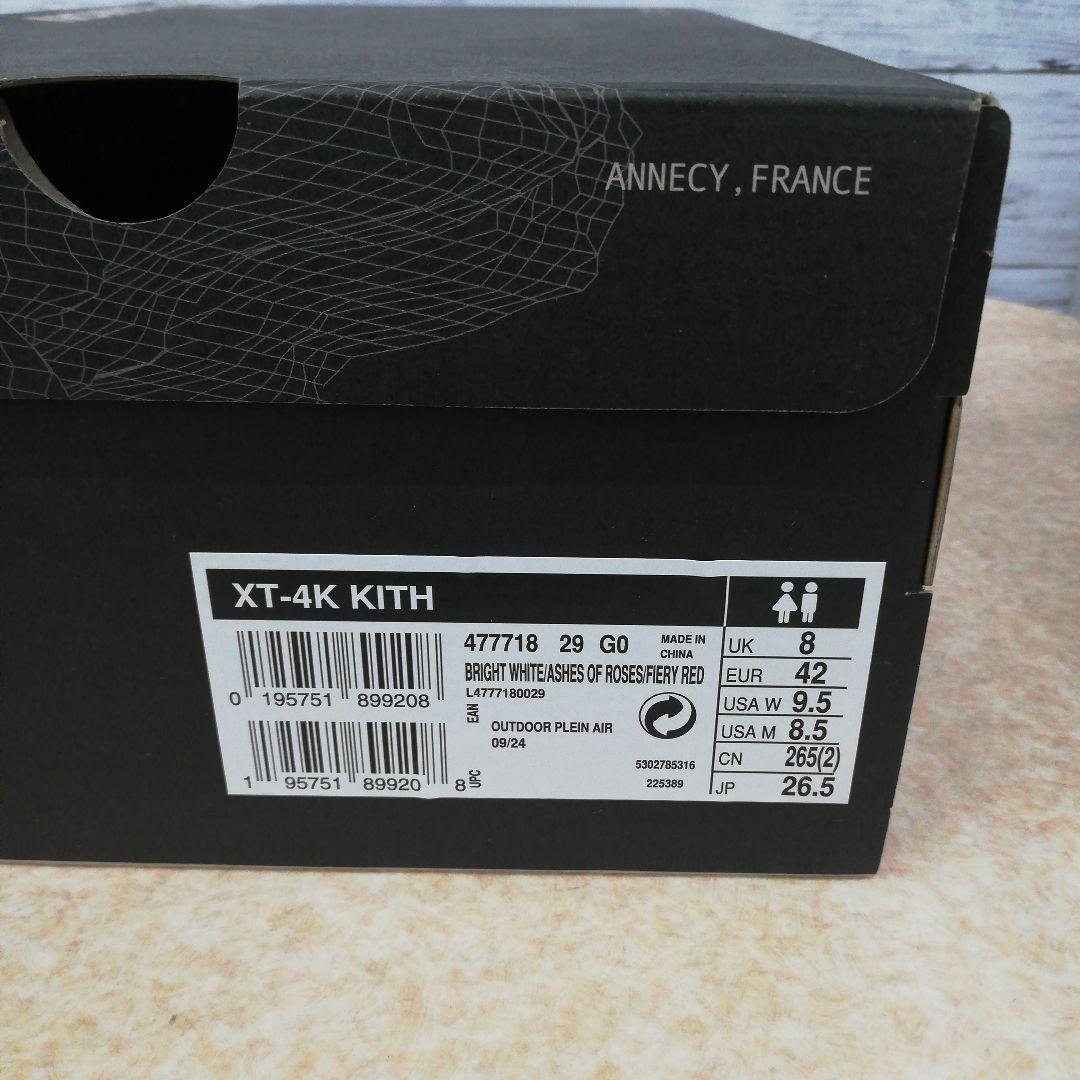 ANNECY,FRANCE
XT-4K KITH
477718 29 G0 MADE IN CHINA
BRIGHT WHITE/ASHES OF ROSES/FIERY RED
L4777180029
0 195751 899208
EAN
OUTDOOR PLEIN AIR
09/24
1 95751 89920 8
UPC
5302785316
225389
UK 8
EUR 42
USA W 9.5
USA M 8.5
CN 265(2)
JP 26.5